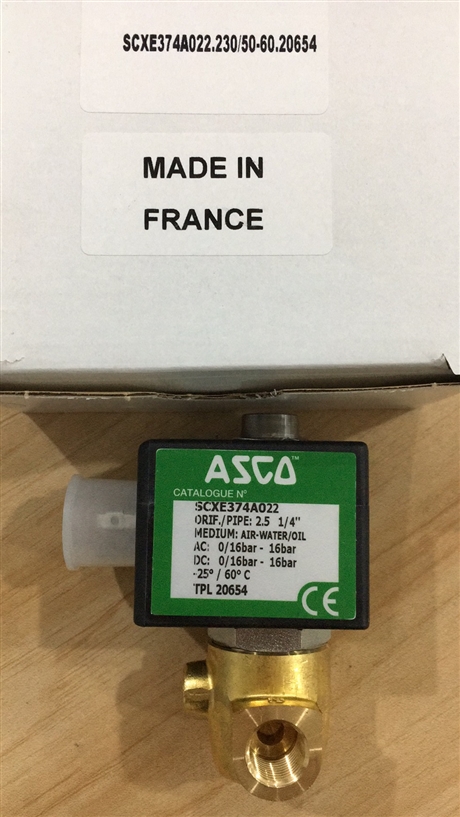 SCXE374A022.230/50-60.20654
MADE IN
FRANCE
ASCO™
CATALOGUE N°
SCXE374A022
ORIF./PIPE: 2.5 1/4"
MEDIUM: AIR-WATER/OIL
AC: 0/16bar - 16bar
DC: 0/16bar - 16bar
-25° / 60° C
TPL 20654
CE